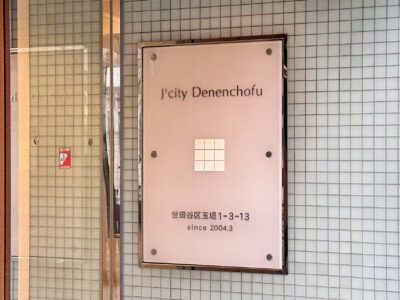 J'city Denenchofu
世田谷区玉堤1-3-13
since 2004.3